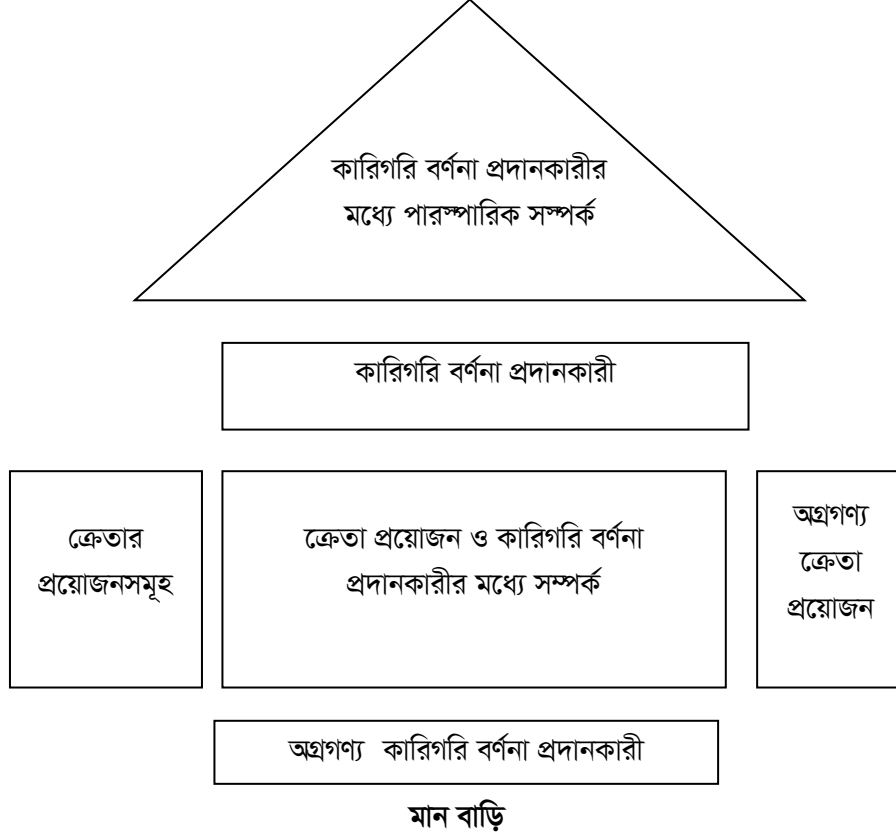 কারিগরি বর্ণনা প্রদানকারীর
মধ্যে পারস্পারিক সম্পর্ক
কারিগরি বর্ণনা প্রদানকারী
ক্রেতার
প্রয়োজনসমূহ
ক্রেতা প্রয়োজন ও কারিগরি বর্ণনা
প্রদানকারীর মধ্যে সম্পর্ক
অগ্রগণ্য
ক্রেতা
প্রয়োজন
অগ্রগণ্য কারিগরি বর্ণনা প্রদানকারী
মান বাড়ি